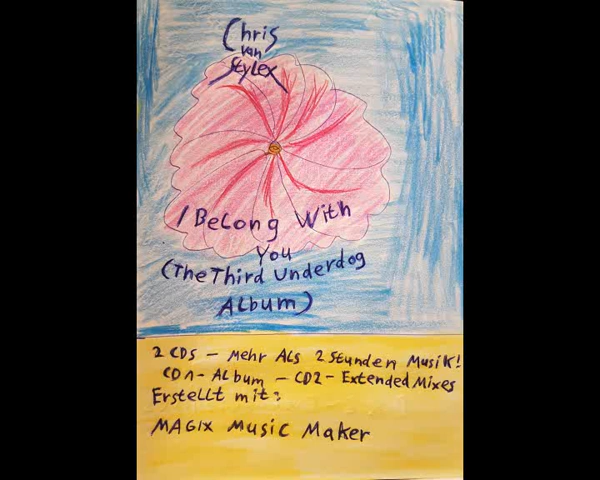 Chris
van
Stylex
I Belong With
You
(The Third Underdog
Album)
2 CDs – Mehr Als 2 Stunden Musik!
CD1 – Album – CD2 – Extended Mixes
Erstellt mit:
MAGIX Music Maker